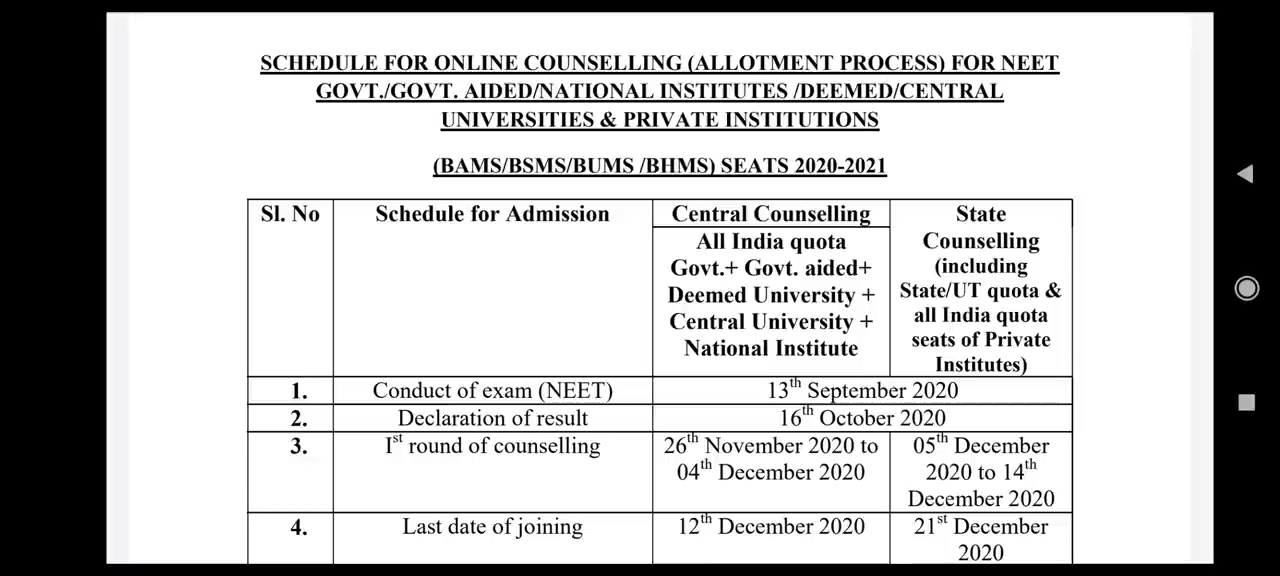 SCHEDULE FOR ONLINE COUNSELLING (ALLOTMENT PROCESS) FOR NEET
GOVT./GOVT. AIDED/NATIONAL INSTITUTES /DEEMED/CENTRAL
UNIVERSITIES & PRIVATE INSTITUTIONS
(BAMS/BSMS/BUMS /BHMS) SEATS 2020-2021
Sl. No
Schedule for Admission
Central Counselling
All India quota
Govt.+ Govt. aided+
Deemed University +
Central University +
National Institute
State
Counselling
(including
State/UT quota &
all India quota
seats of Private
Institutes)
1.
Conduct of exam (NEET)
13th September 2020
2.
Declaration of result
16th October 2020
3.
Ist round of counselling
26th November 2020 to
04th December 2020
05th December
2020 to 14th
December 2020
4.
Last date of joining
12th December 2020
21st December
2020